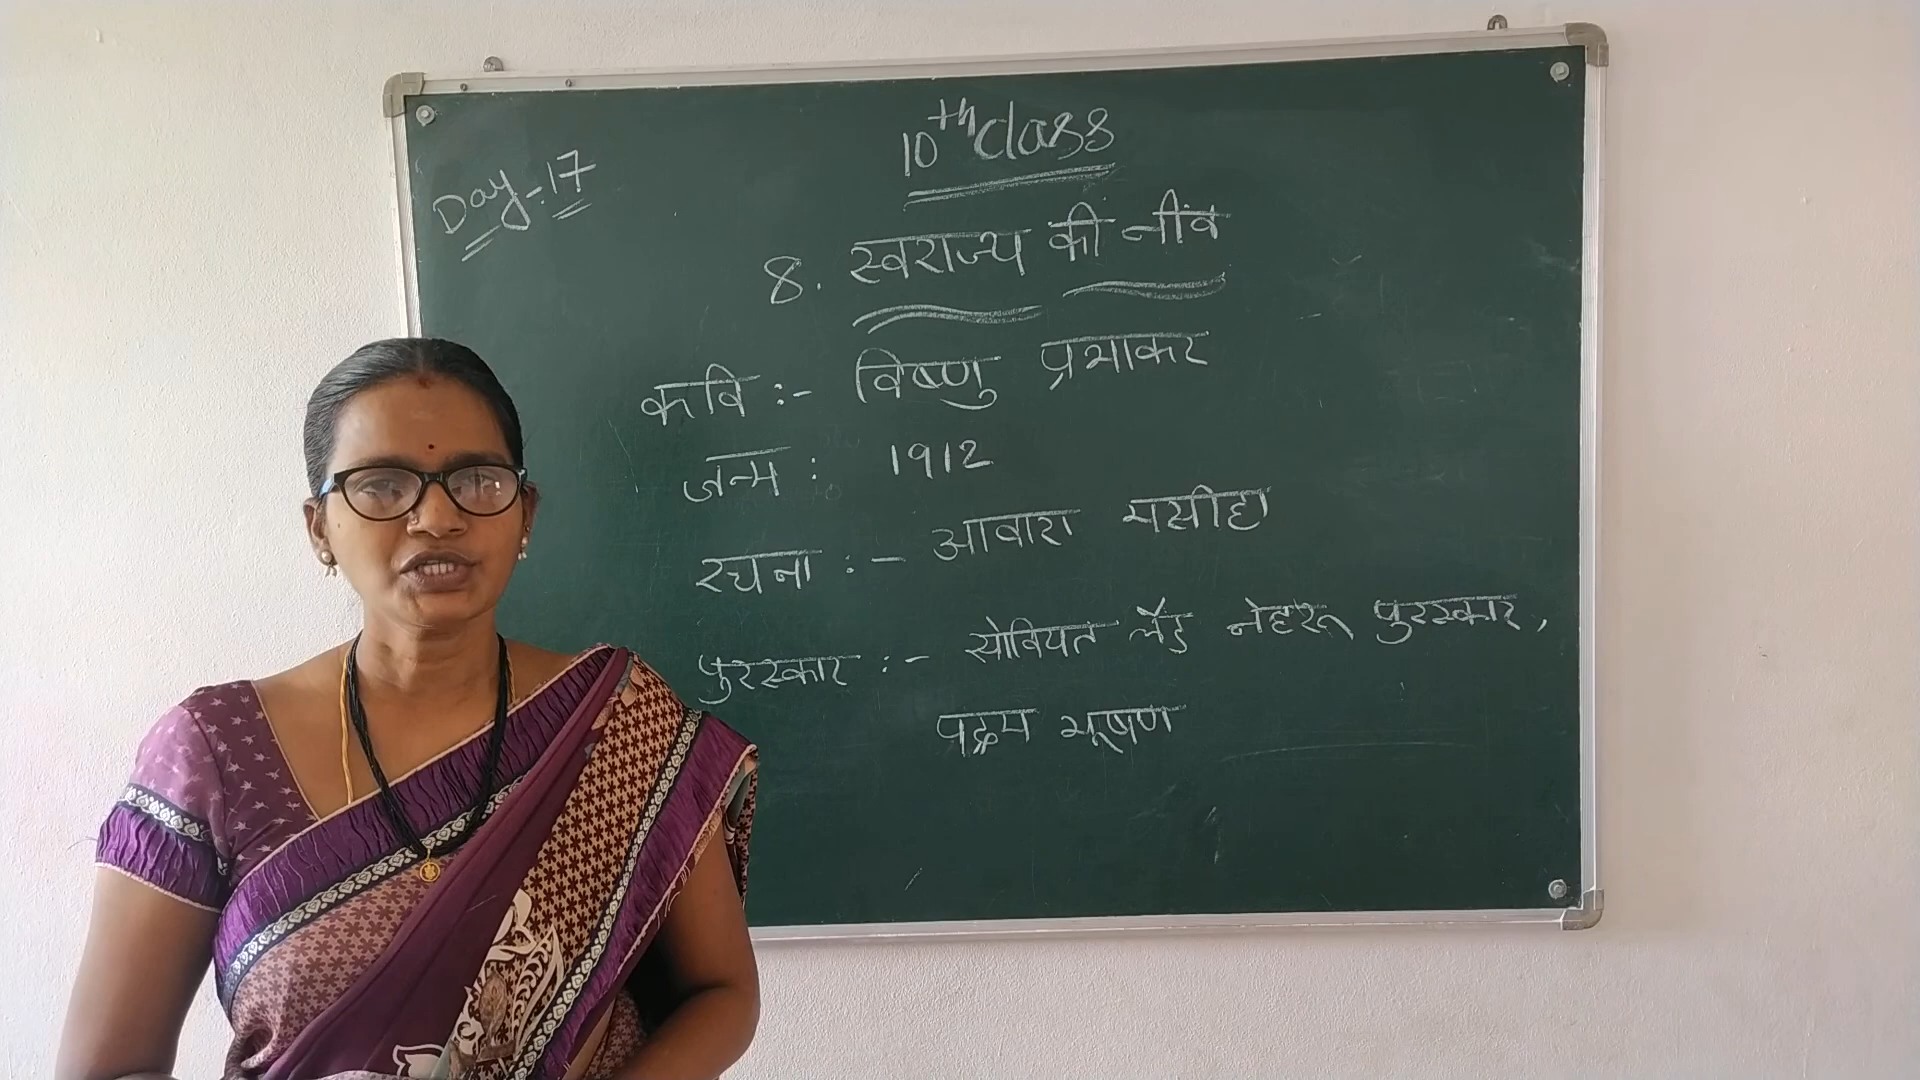 Day:-17
10th class
8. स्वराज्य की नींव
कवि :- विष्णु प्रभाकर
जन्म : १९१२
रचना :- आवारा मसीहा
पुरस्कार :- सोवियत लैंड नेहरू पुरस्कार,
पद्म भूषण